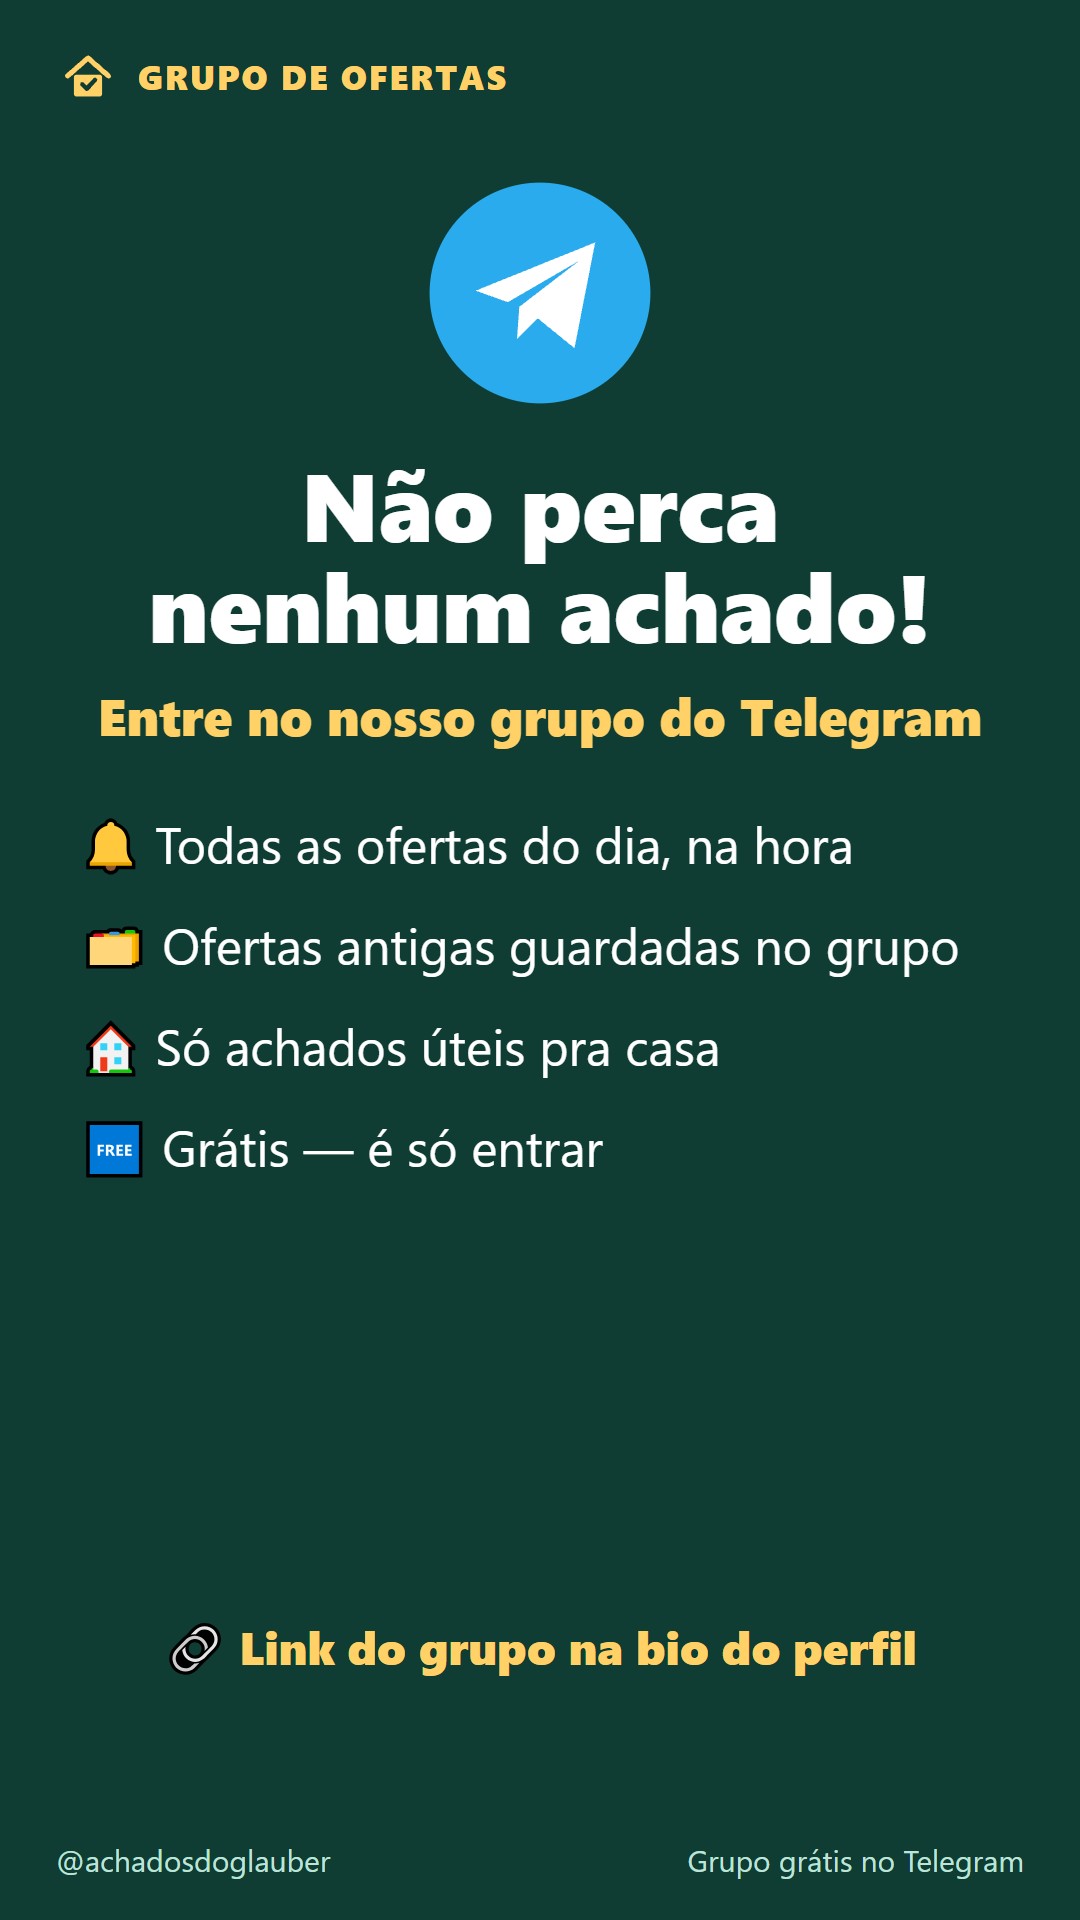 GRUPO DE OFERTAS
Não perca
nenhum achado!
Entre no nosso grupo do Telegram
🔔 Todas as ofertas do dia, na hora
🗂️ Ofertas antigas guardadas no grupo
🏠 Só achados úteis pra casa
🆓 Grátis — é só entrar
🔗 Link do grupo na bio do perfil
@achadosdoglauber
Grupo grátis no Telegram